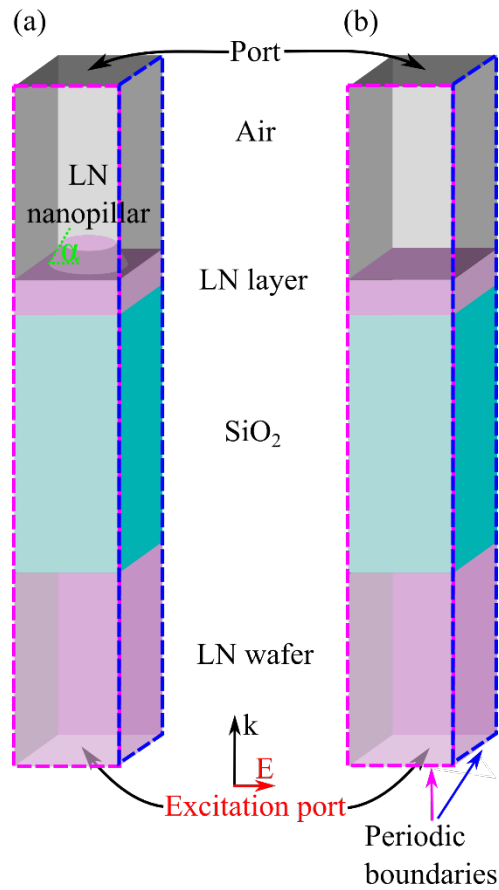 (a)
(b)
Port
Air
LN
nanopillar
α
LN layer
SiO₂
LN wafer
k
E
Excitation port
Periodic
boundaries